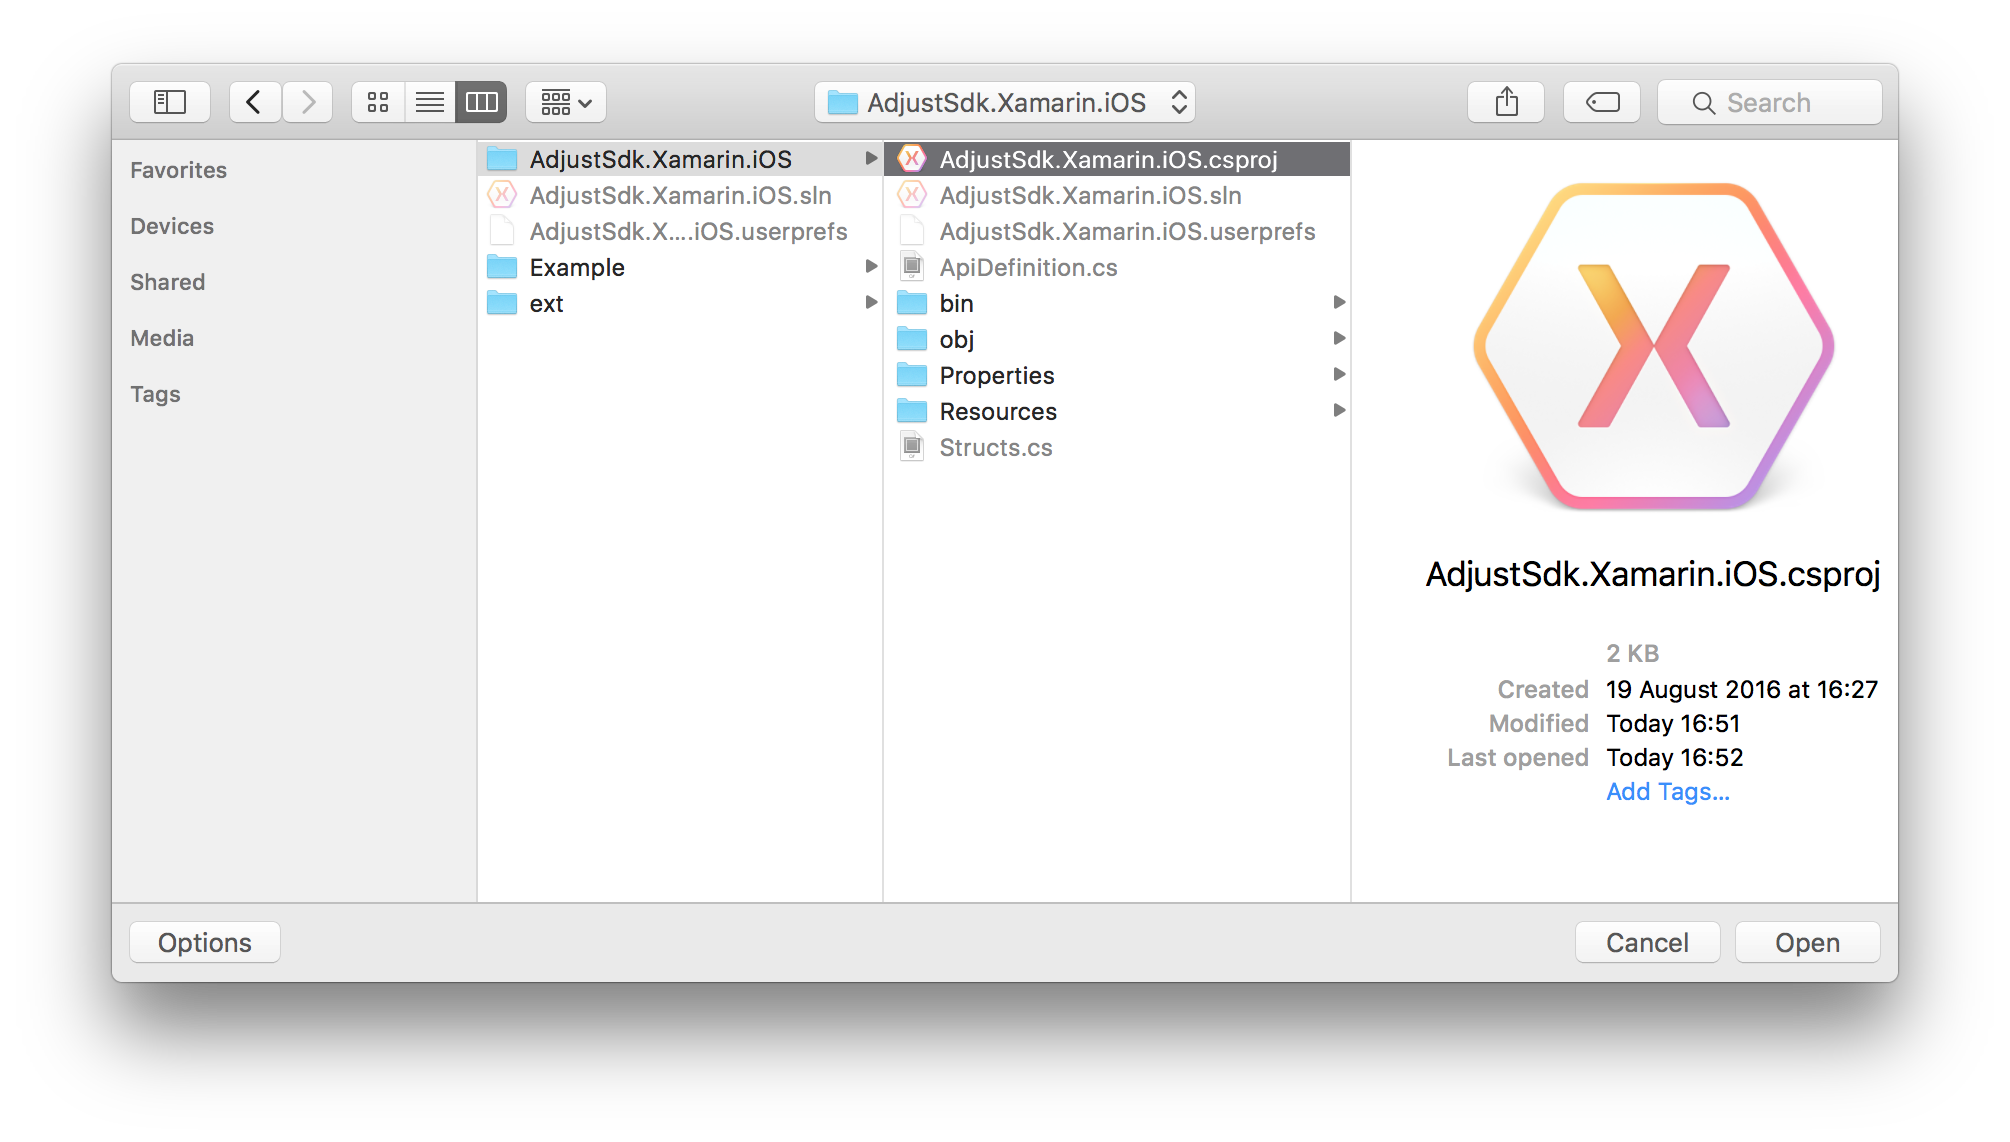 AdjustSdk.Xamarin.iOS
Search
Favorites
Devices
Shared
Media
Tags
AdjustSdk.Xamarin.iOS
AdjustSdk.Xamarin.iOS.sln
AdjustSdk.X....iOS.userprefs
Example
ext
AdjustSdk.Xamarin.iOS.csproj
AdjustSdk.Xamarin.iOS.sln
AdjustSdk.Xamarin.iOS.userprefs
ApiDefinition.cs
bin
obj
Properties
Resources
Structs.cs
AdjustSdk.Xamarin.iOS.csproj
2 KB
Created 19 August 2016 at 16:27
Modified Today 16:51
Last opened Today 16:52
Add Tags...
Options
Cancel
Open